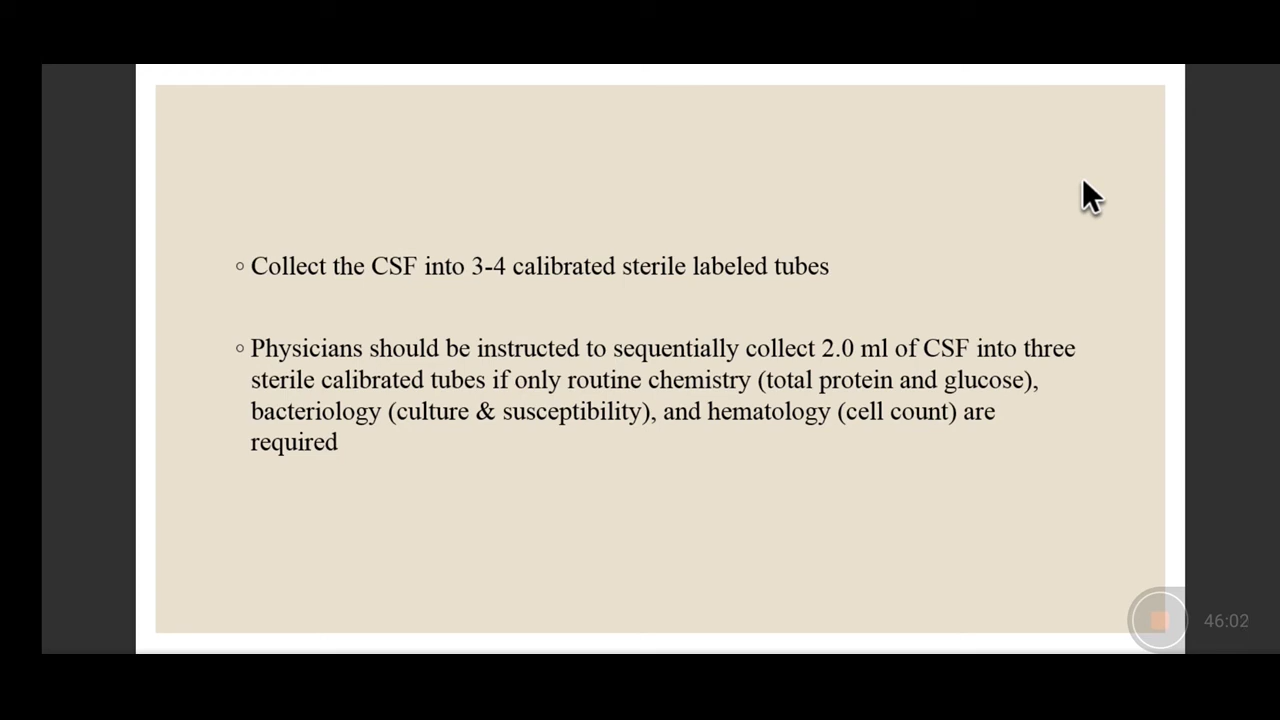 ◦ Collect the CSF into 3-4 calibrated sterile labeled tubes
◦ Physicians should be instructed to sequentially collect 2.0 ml of CSF into three
sterile calibrated tubes if only routine chemistry (total protein and glucose),
bacteriology (culture & susceptibility), and hematology (cell count) are
required
46:02